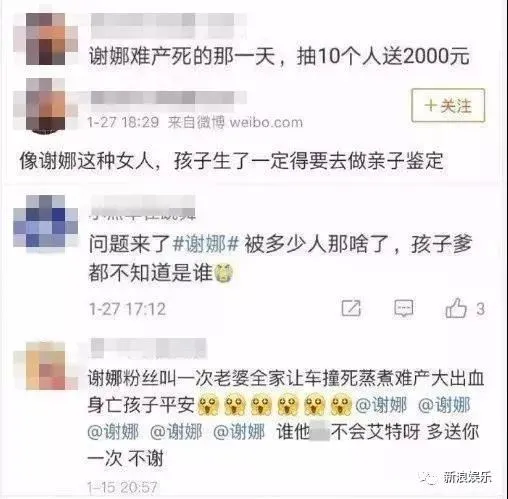 谢娜难产死的那一天，抽10个人送2000元
+关注
1-27 18:29 来自微博 weibo.com
像谢娜这种女人，孩子生了一定得要去做亲子鉴定
问题来了#谢娜# 被多少人那啥了，孩子爹
都不知道是谁
1-27 17:12
3
谢娜粉丝叫一次老婆全家让车撞死蒸煮难产大出血
身亡孩子平安@谢娜 @谢娜
@谢娜 @谢娜 @谢娜 谁他 不会艾特呀 多送你
一次 不谢
1-15 20:57
新浪娱乐